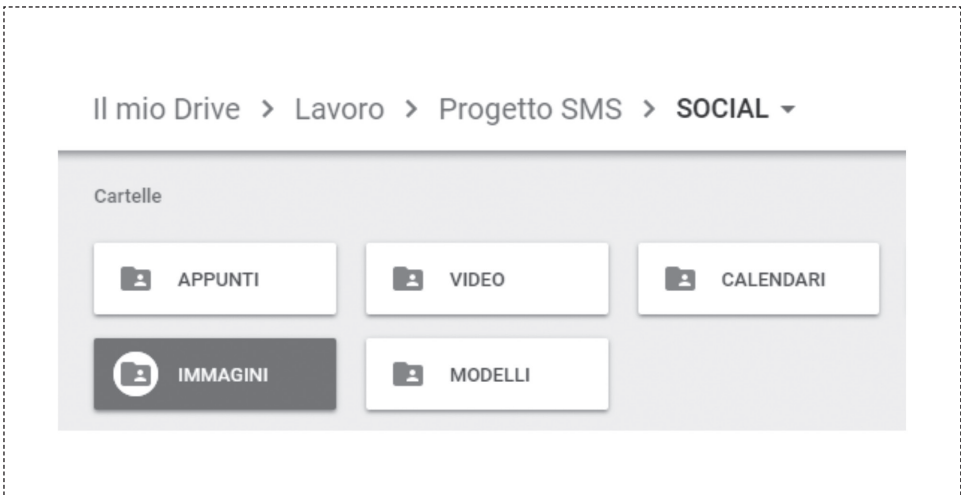 Il mio Drive > Lavoro > Progetto SMS > SOCIAL
Cartelle
APPUNTI VIDEO CALENDARI
IMMAGINI MODELLI